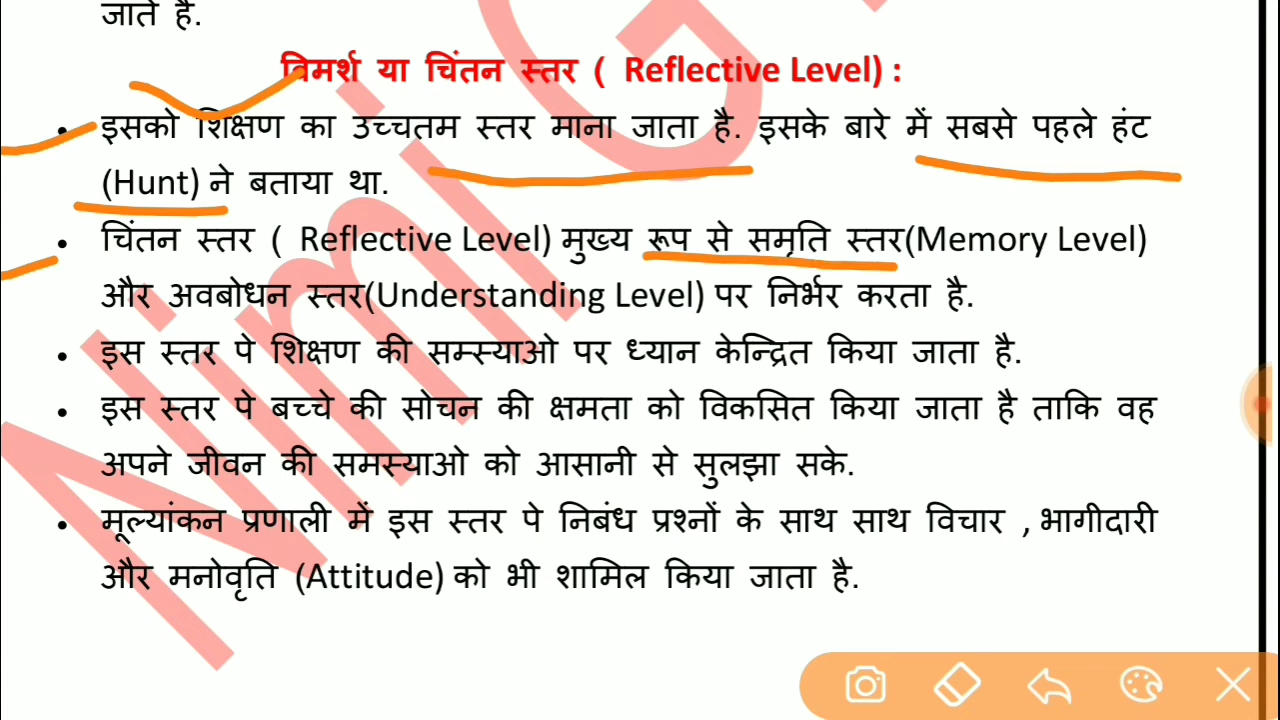 जाते है.
विमर्श या चिंतन स्तर ( Reflective Level) :
• इसको शिक्षण का उच्चतम स्तर माना जाता है. इसके बारे में सबसे पहले हंट
(Hunt) ने बताया था.
• चिंतन स्तर ( Reflective Level) मुख्य रूप से समृति स्तर(Memory Level)
और अवबोधन स्तर(Understanding Level) पर निर्भर करता है.
• इस स्तर पे शिक्षण की सम्स्याओ पर ध्यान केन्द्रित किया जाता है.
• इस स्तर पे बच्चे की सोचन की क्षमता को विकसित किया जाता है ताकि वह
अपने जीवन की समस्याओ को आसानी से सुलझा सके.
• मूल्यांकन प्रणाली में इस स्तर पे निबंध प्रश्नों के साथ साथ विचार , भागीदारी
और मनोवृति (Attitude) को भी शामिल किया जाता है.
Nimi G